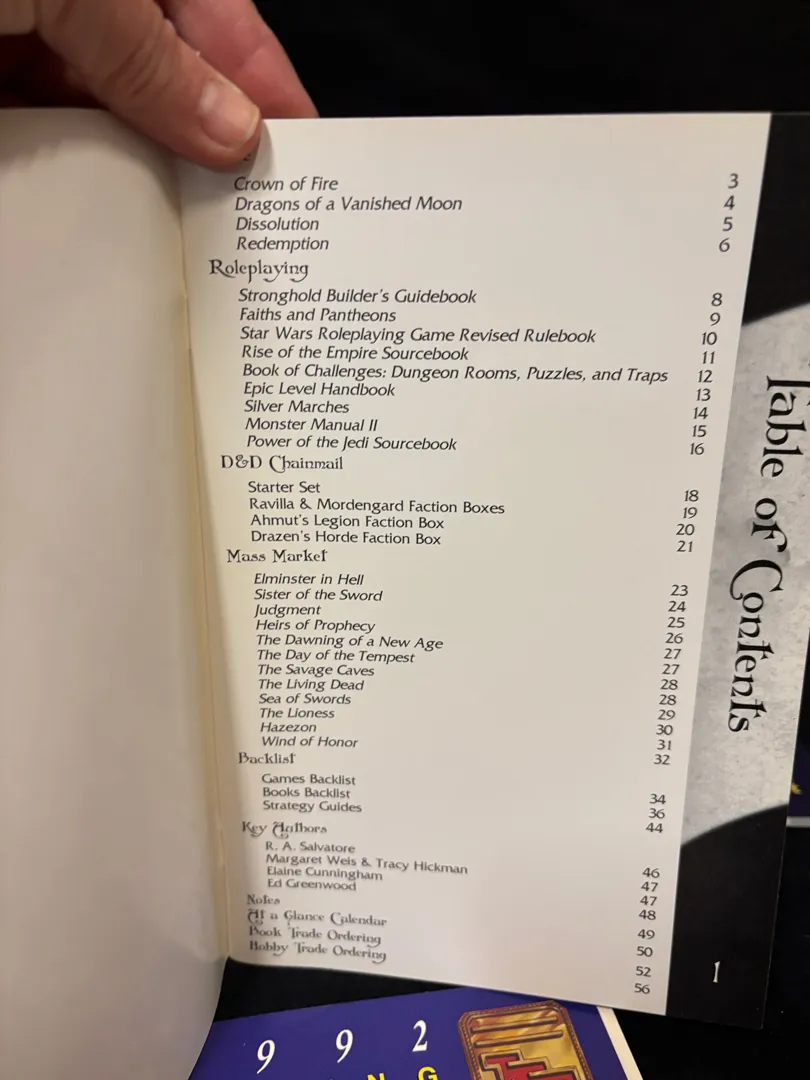 Crown of Fire 3
Dragons of a Vanished Moon 4
Dissolution 5
Redemption 6
Roleplaying
Stronghold Builder's Guidebook 8
Faiths and Pantheons 9
Star Wars Roleplaying Game Revised Rulebook 10
Rise of the Empire Sourcebook 11
Book of Challenges: Dungeon Rooms, Puzzles, and Traps 12
Epic Level Handbook 13
Silver Marches 14
Monster Manual II 15
Power of the Jedi Sourcebook 16
D&D Chainmail
Starter Set 18
Ravilla & Mordengard Faction Boxes 19
Ahmut's Legion Faction Box 20
Drazen's Horde Faction Box 21
Mass Market
Elminster in Hell 23
Sister of the Sword 24
Judgment 25
Heirs of Prophecy 26
The Dawning of a New Age 27
The Day of the Tempest 27
The Savage Caves 28
The Living Dead 28
Sea of Swords 29
The Lioness 30
Hazezon 31
Wind of Honor 32
Backlist
Games Backlist 34
Books Backlist 36
Strategy Guides 44
Key Authors
R. A. Salvatore 46
Margaret Weis & Tracy Hickman 47
Elaine Cunningham 47
Ed Greenwood 48
Notes 49
At a Glance Calendar 50
Book Trade Ordering 52
Hobby Trade Ordering 56
Table of Contents
1
9 9 2
N G